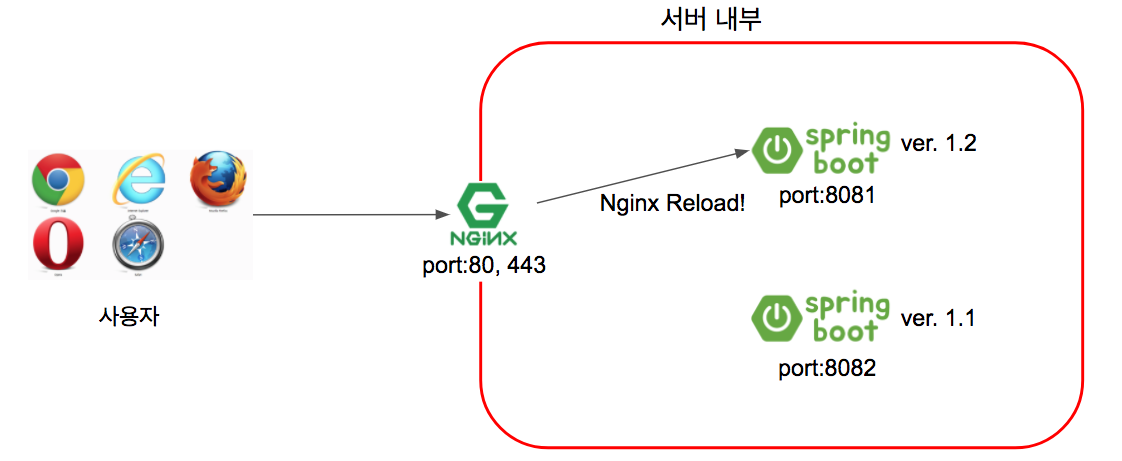 서버 내부
spring
boot
ver. 1.2
port:8081
Nginx Reload!
NGiNX
port:80, 443
사용자
spring
boot
ver. 1.1
port:8082